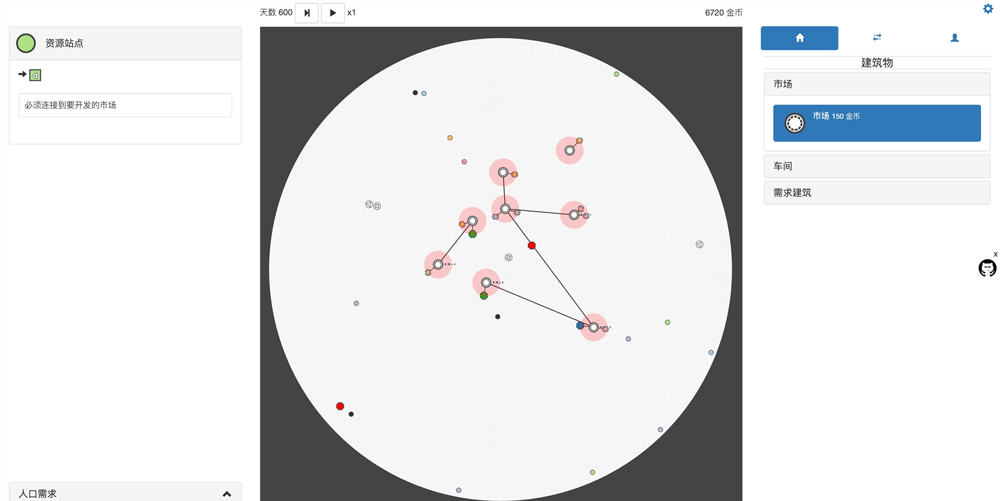 天数 600
x1
6720 金币
资源站点
必须连接到要开发的市场
人口需求
建筑物
市场
市场 150 金币
车间
需求建筑
x